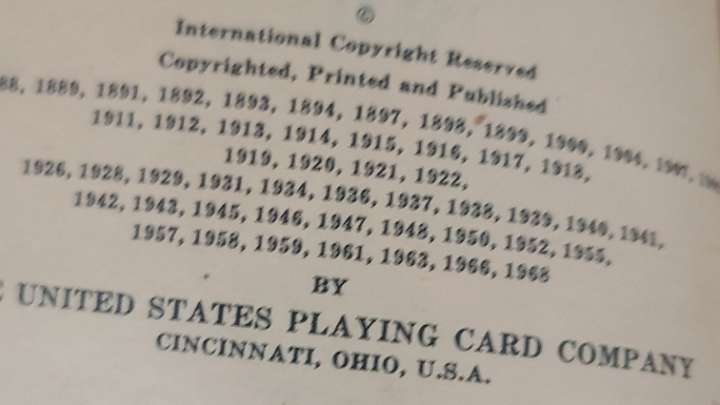 ©
International Copyright Reserved
Copyrighted, Printed and Published
88, 1889, 1891, 1892, 1893, 1894, 1897, 1898, 1899, 1900, 1904, 1907,
1911, 1912, 1913, 1914, 1915, 1916, 1917, 1918,
1919, 1920, 1921, 1922,
1926, 1928, 1929, 1931, 1934, 1936, 1937, 1938, 1939, 1940, 1941,
1942, 1943, 1945, 1946, 1947, 1948, 1950, 1952, 1955,
1957, 1958, 1959, 1961, 1963, 1966, 1968
BY
E UNITED STATES PLAYING CARD COMPANY
CINCINNATI, OHIO, U.S.A.